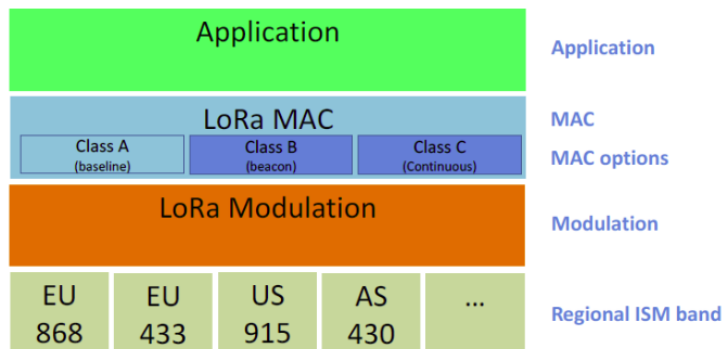 Application
Application
LoRa MAC
MAC
Class A
(baseline)
Class B
(beacon)
Class C
(Continuous)
MAC options
LoRa Modulation
Modulation
EU
868
EU
433
US
915
AS
430
...
Regional ISM band